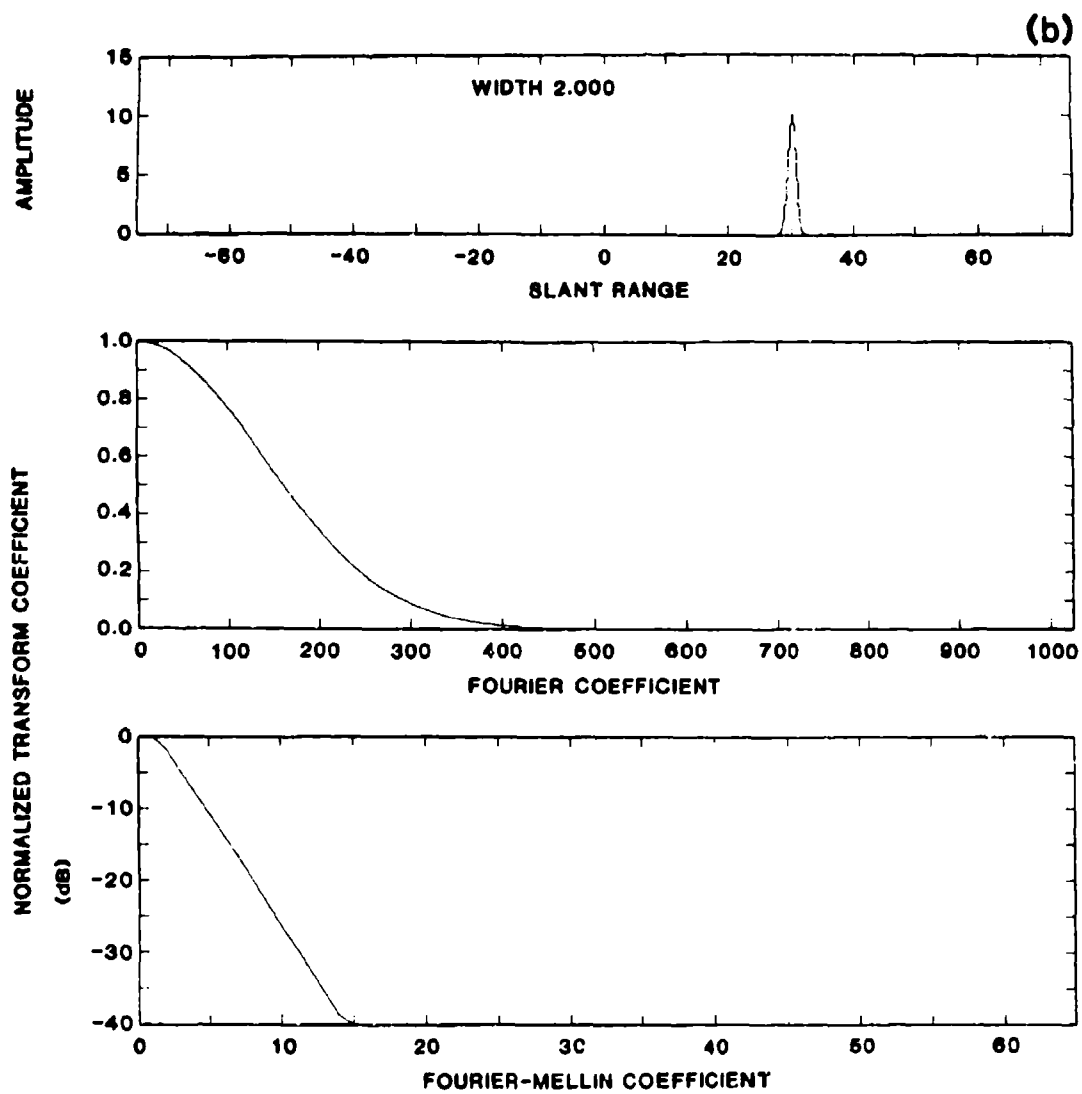 (b)
15
10
5
0
AMPLITUDE
WIDTH 2.000
-60 -40 -20 0 20 40 60
SLANT RANGE
1.0
0.8
0.6
0.4
0.2
0.0
0 100 200 300 400 500 600 700 800 900 1000
FOURIER COEFFICIENT
NORMALIZED TRANSFORM COEFFICIENT
(dB)
0
-10
-20
-30
-40
0 10 20 30 40 50 60
FOURIER-MELLIN COEFFICIENT